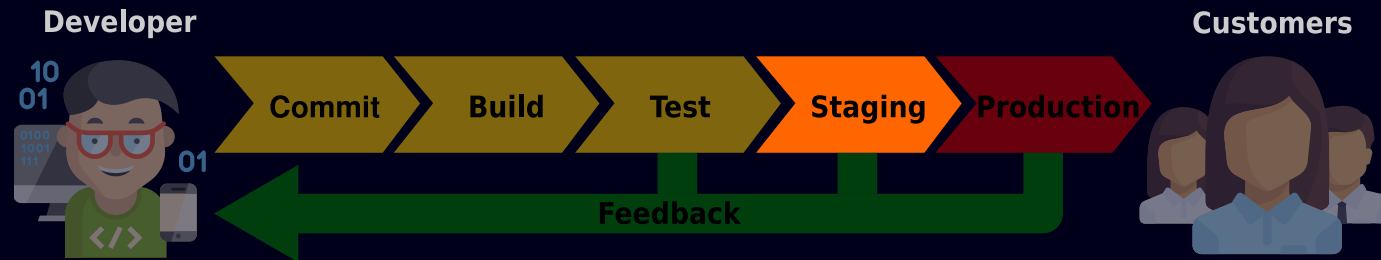 Developer
Customers
10
01
0100
1001
111
01
Commit
Build
Test
Staging
Production
</>
Feedback